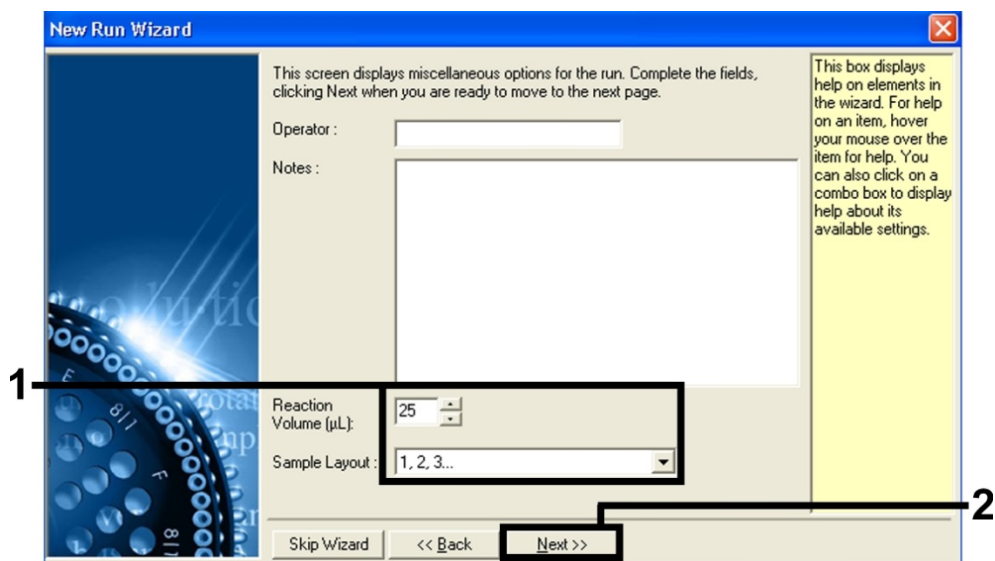 New Run Wizard
This screen displays miscellaneous options for the run. Complete the fields,
clicking Next when you are ready to move to the next page.
Operator :
Notes :
Reaction
Volume (µL):
25
Sample Layout :
1, 2, 3...
Skip Wizard
<< Back
Next >>
This box displays
help on elements in
the wizard. For help
on an item, hover
your mouse over the
item for help. You
can also click on a
combo box to display
help about its
available settings.
1
2
E
8/1
F
8/1